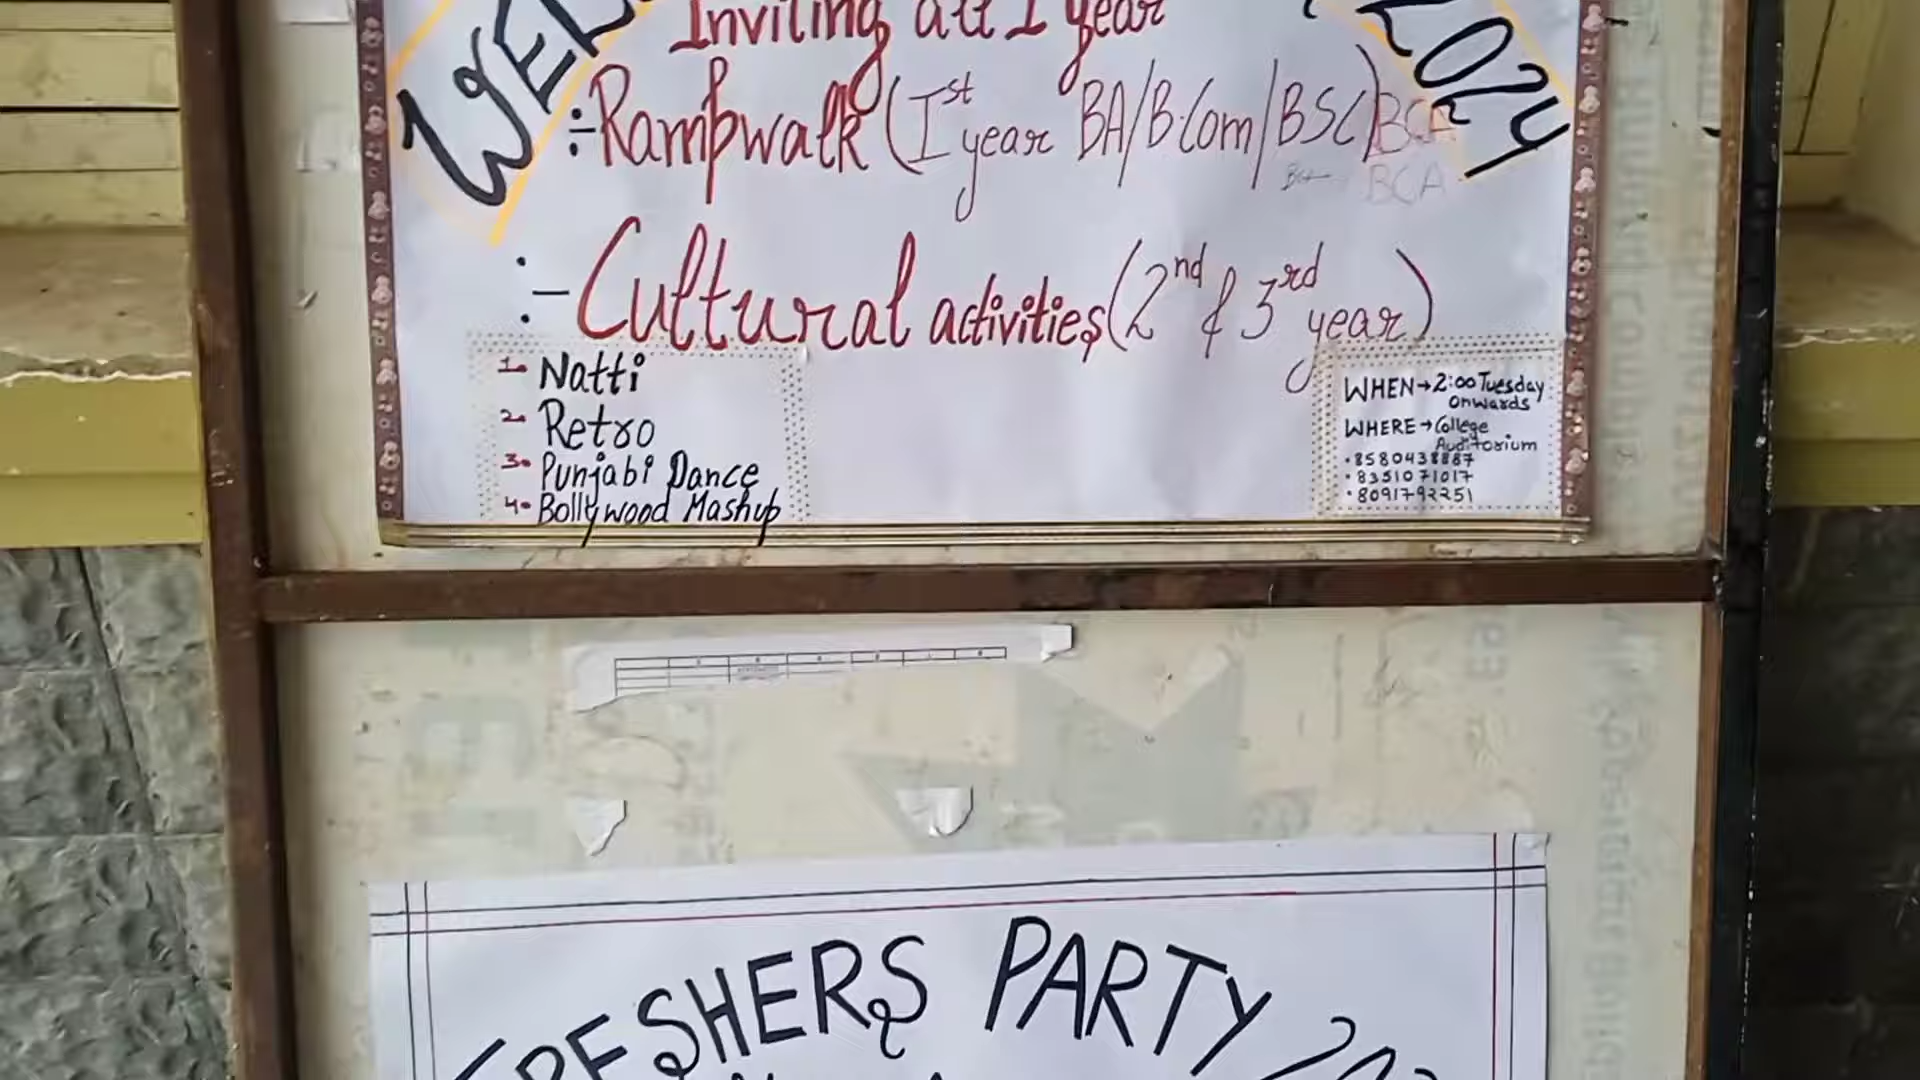 WEL
2024
Inviting all I year
:- Rampwalk (Ist year BA/B.Com/BSC) BCA
BCA BCA
:- Cultural activities (2nd & 3rd year)
1. Natti
2. Retro
3. Punjabi Dance
4. Bollywood Mashup
WHEN→2:00 Tuesday
Onwards
WHERE→College
Auditorium
·8580438887
·8351071017
·8091792251
FRESHERS PARTY 202